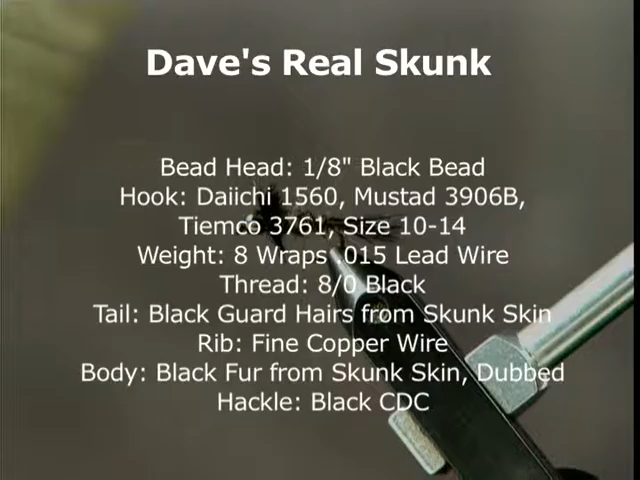 Dave's Real Skunk
Bead Head: 1/8" Black Bead
Hook: Daiichi 1560, Mustad 3906B,
Tiemco 3761, Size 10-14
Weight: 8 Wraps .015 Lead Wire
Thread: 8/0 Black
Tail: Black Guard Hairs from Skunk Skin
Rib: Fine Copper Wire
Body: Black Fur from Skunk Skin, Dubbed
Hackle: Black CDC